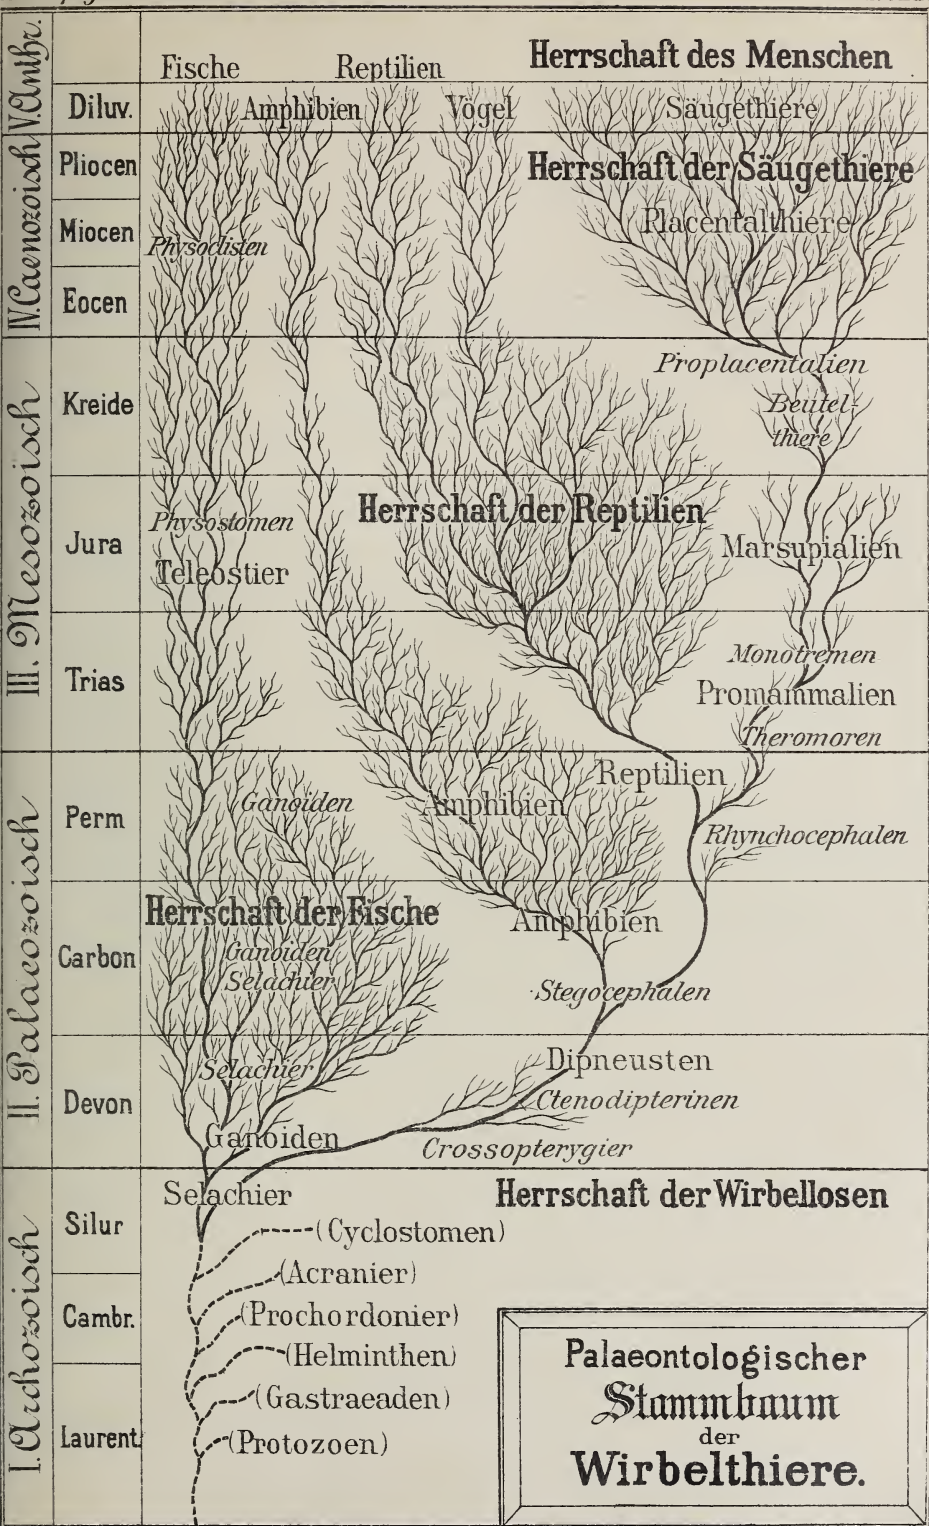 V. Anthr.
Herrschaft des Menschen
Fische
Reptilien
Diluv.
Amphibien
Vögel
Säugethiere
IV. Caenozoisch
Pliocen
Herrschaft der Säugethiere
Miocen
Placentalthiere
Physoclisten
Eocen
III. Mesozoisch
Proplacentalien
Kreide
Beutel-
thiere
Herrschaft der Reptilien
Physostomen
Jura
Marsupialien
Teleostier
Monotremen
Trias
Promammalien
Theromoren
II. Palaeozoisch
Reptilien
Ganoiden
Amphibien
Perm
Rhynchocephalen
Herrschaft der Fische
Amphibien
Carbon
Ganoiden
Selachier
Stegocephalen
Dipneusten
Selachier
Devon
Ctenodipterinen
Ganoiden
Crossopterygier
I. Archozoisch
Selachier
Herrschaft der Wirbellosen
Silur
(Cyclostomen)
(Acranier)
Cambr.
(Prochordonier)
(Helminthen)
(Gastraeaden)
Laurent.
(Protozoen)
Palaeontologischer
Stammbaum
der
Wirbelthiere.